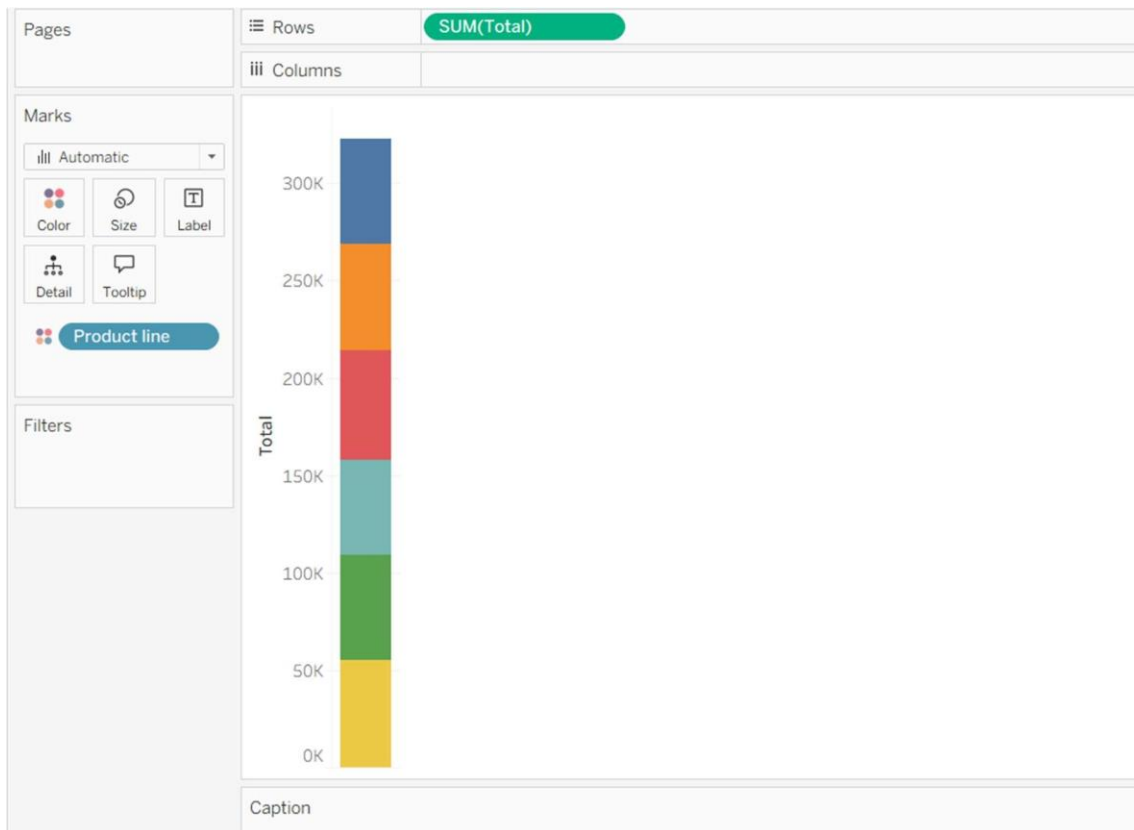 Pages
Rows
SUM(Total)
iii Columns
Marks
Automatic
Color
Size
T
Label
Detail
Tooltip
Product line
Filters
Total
300K
250K
200K
150K
100K
50K
0K
Caption